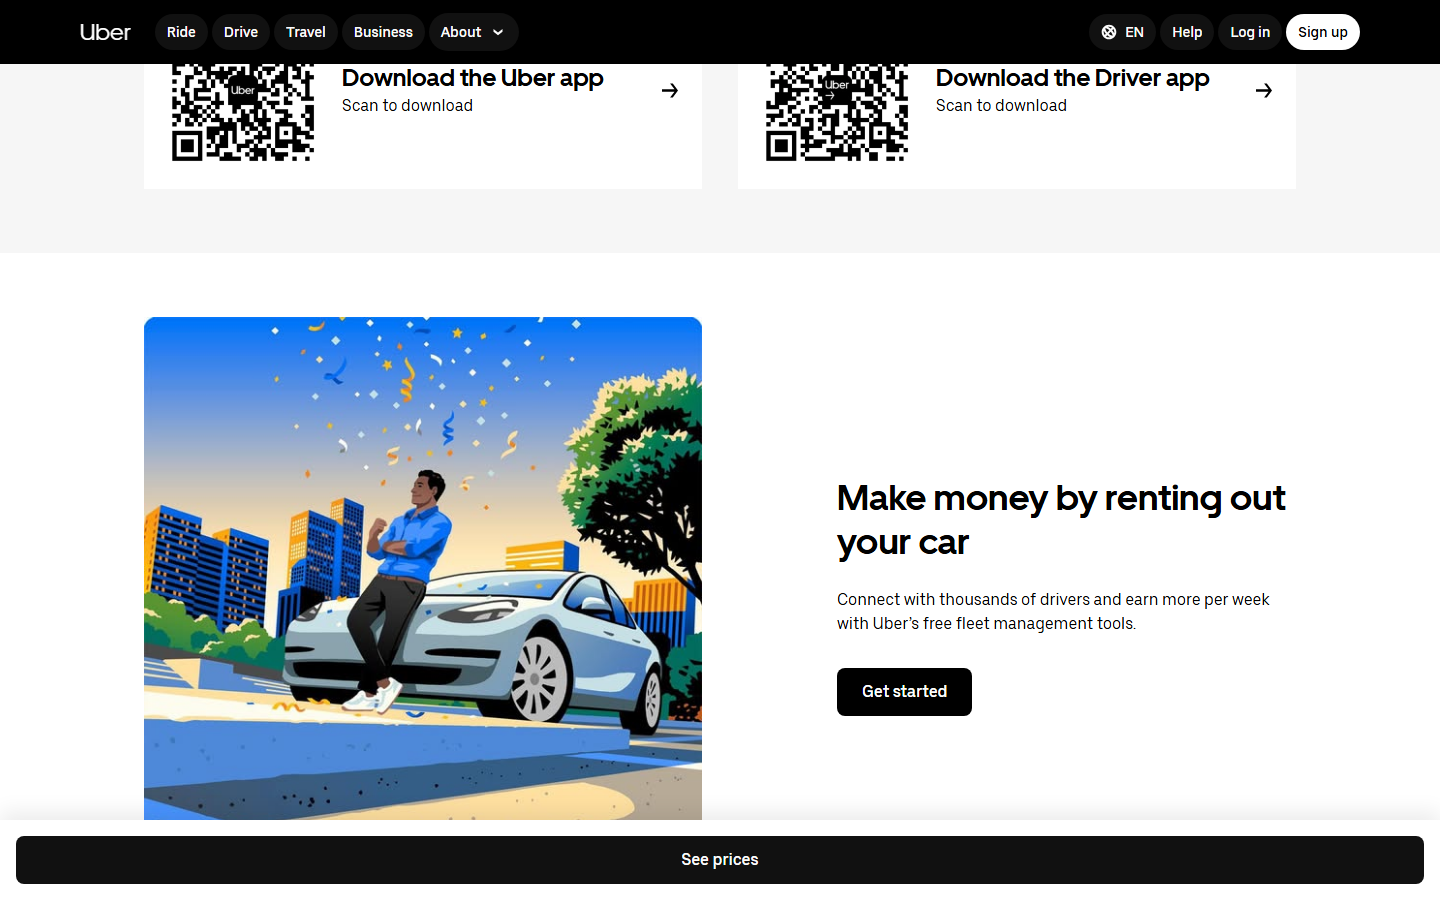 Uber
Ride
Drive
Travel
Business
About
EN
Help
Log in
Sign up
Uber
Download the Uber app
Scan to download
Uber
Download the Driver app
Scan to download
Make money by renting out
your car
Connect with thousands of drivers and earn more per week
with Uber’s free fleet management tools.
Get started
See prices